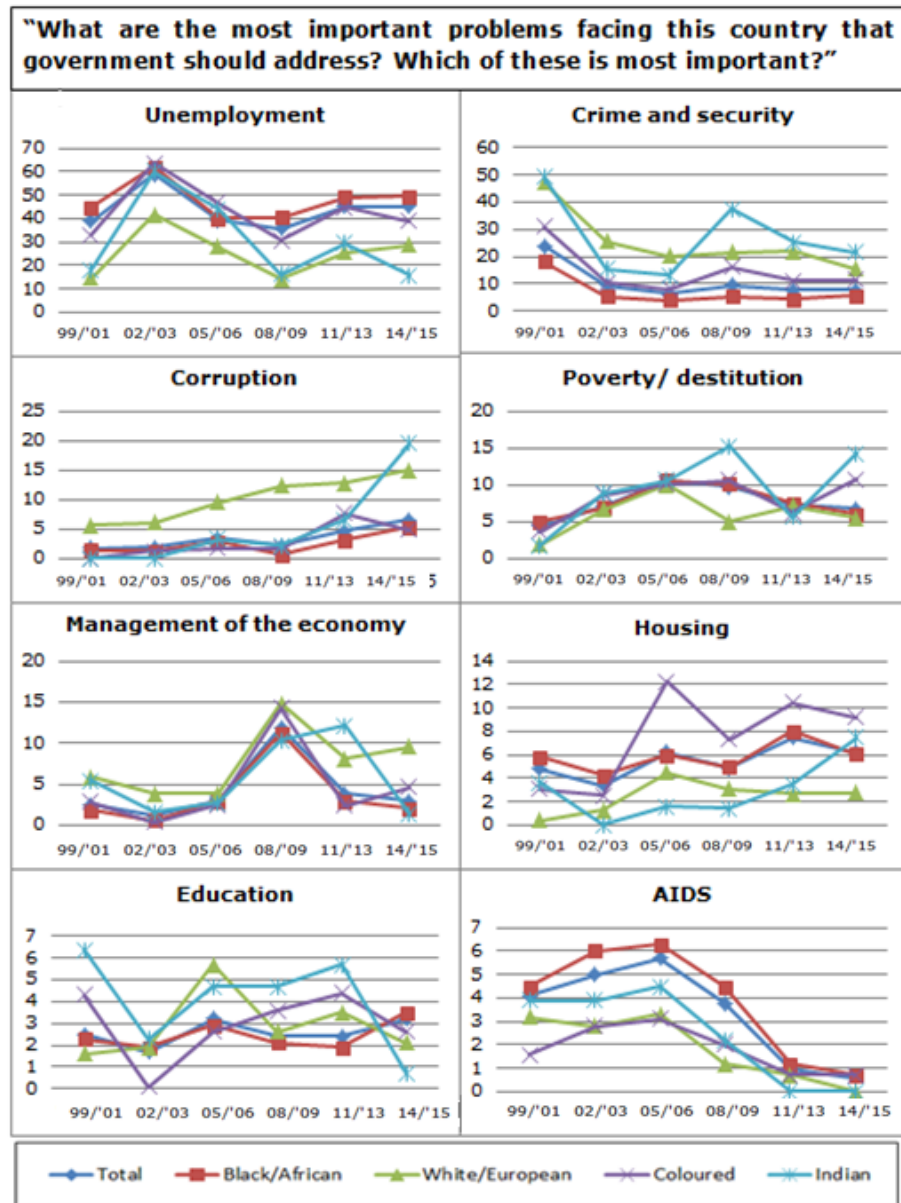 “What are the most important problems facing this country that
government should address? Which of these is most important?”
Unemployment
70
60
50
40
30
20
10
0
99/'01 02/'03 05/'06 08/'09 11/'13 14/'15
Crime and security
60
50
40
30
20
10
0
99/'01 02/'03 05/'06 08/'09 11/'13 14/'15
Corruption
25
20
15
10
5
0
99/'01 02/'03 05/'06 08/'09 11/'13 14/'15 5
Poverty/ destitution
20
15
10
5
0
99/'01 02/'03 05/'06 08/'09 11/'13 14/'15
Management of the economy
20
15
10
5
0
99/'01 02/'03 05/'06 08/'09 11/'13 14/'15
Housing
14
12
10
8
6
4
2
0
99/'01 02/'03 05/'06 08/'09 11/'13 14/'15
Education
7
6
5
4
3
2
1
0
99/'01 02/'03 05/'06 08/'09 11/'13 14/'15
AIDS
7
6
5
4
3
2
1
0
99/'01 02/'03 05/'06 08/'09 11/'13 14/'15
Total Black/African White/European Coloured Indian